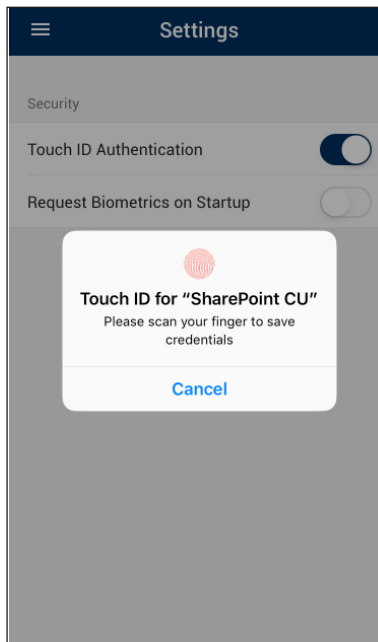 Settings
Security
Touch ID Authentication
Request Biometrics on Startup
Touch ID for “SharePoint CU”
Please scan your finger to save
credentials
Cancel